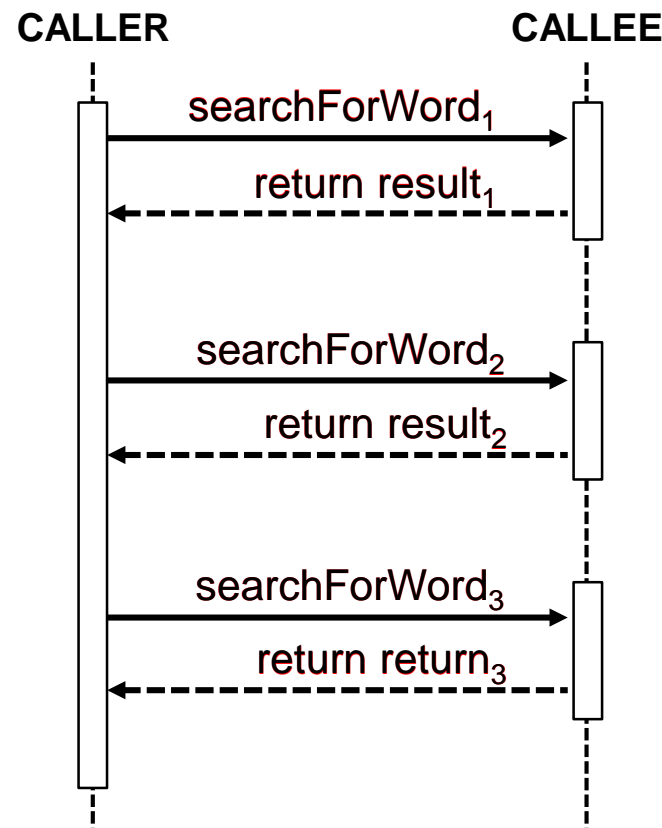 CALLER CALLEE
searchForWord₁
return result₁
searchForWord₂
return result₂
searchForWord₃
return return₃